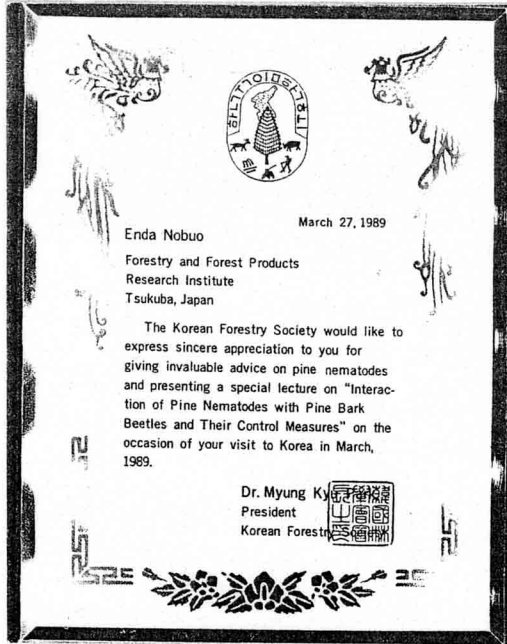 March 27, 1989
Enda Nobuo
Forestry and Forest Products
Research Institute
Tsukuba, Japan
The Korean Forestry Society would like to
express sincere appreciation to you for
giving invaluable advice on pine nematodes
and presenting a special lecture on "Interac-
tion of Pine Nematodes with Pine Bark
Beetles and Their Control Measures" on the
occasion of your visit to Korea in March,
1989.
Dr. Myung
President
Korean Forestry